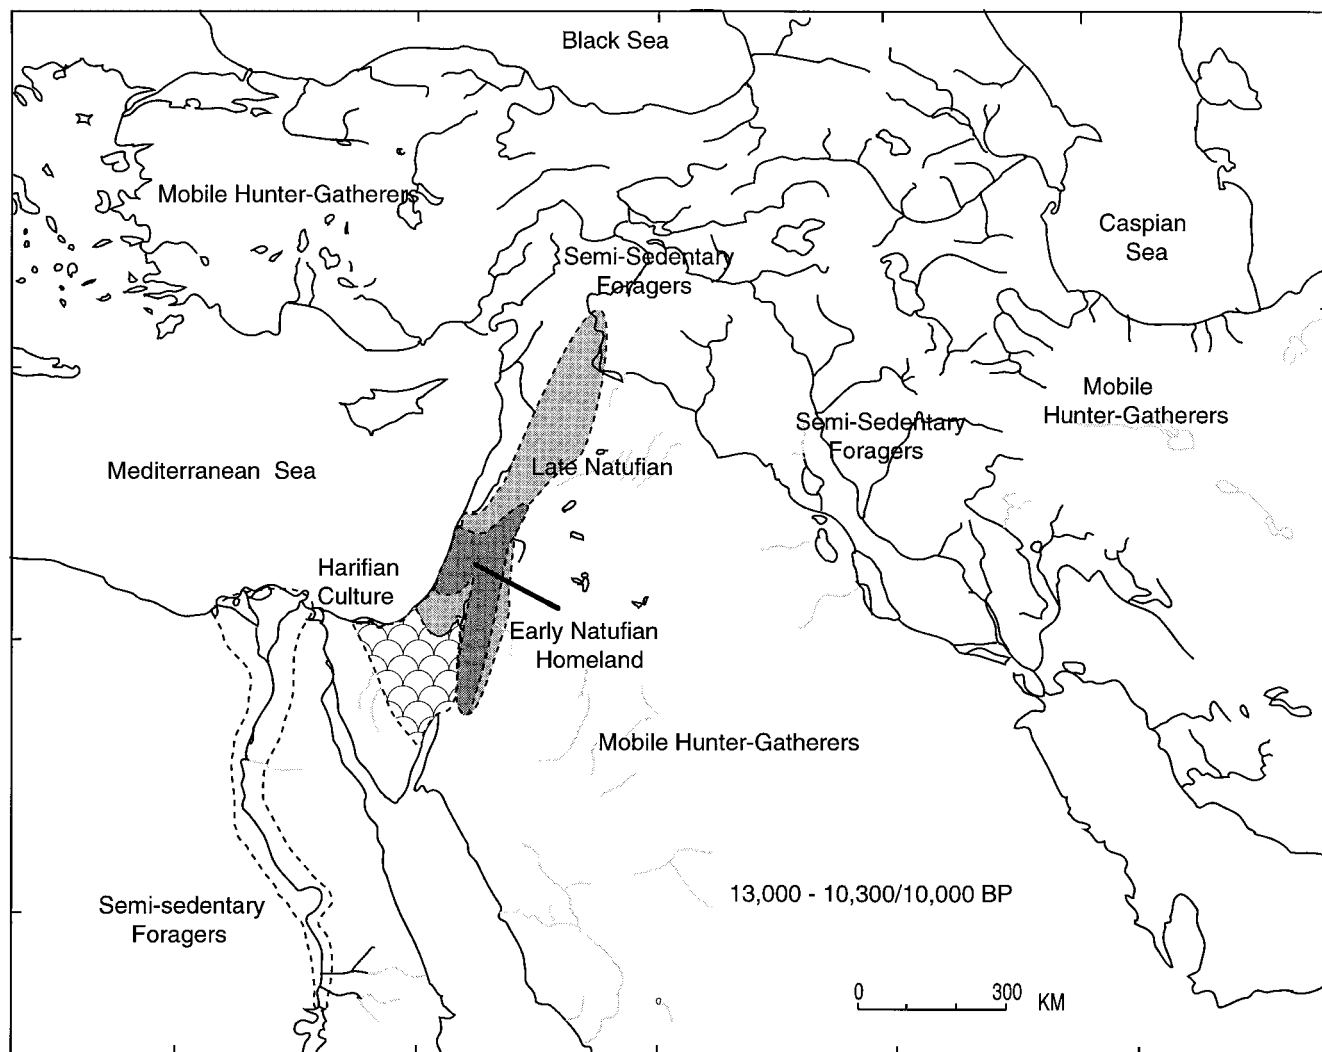 Black Sea
Mobile Hunter-Gatherers
Caspian
Sea
Semi-Sedentary
Foragers
Mobile
Hunter-Gatherers
Semi-Sedentary
Foragers
Mediterranean Sea
Late Natufian
Harifian
Culture
Early Natufian
Homeland
Mobile Hunter-Gatherers
13,000 - 10,300/10,000 BP
Semi-sedentary
Foragers
0 300 KM